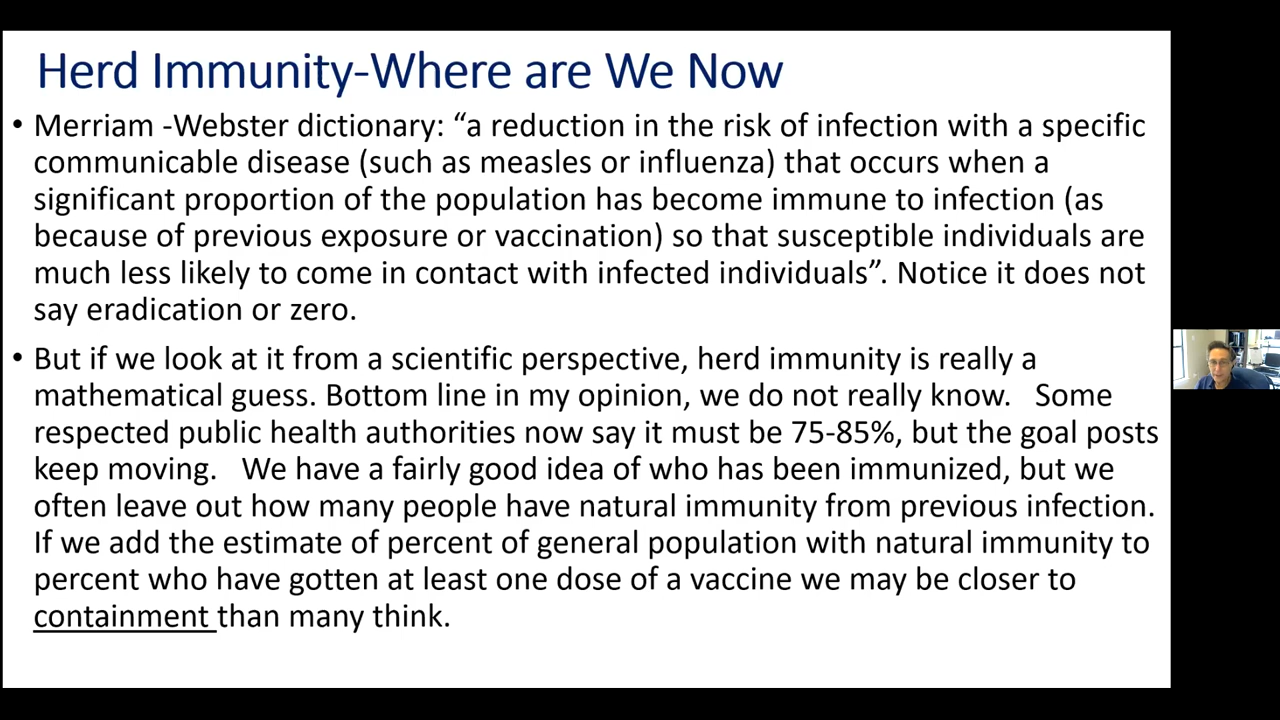 Herd Immunity-Where are We Now
• Merriam -Webster dictionary: “a reduction in the risk of infection with a specific
communicable disease (such as measles or influenza) that occurs when a
significant proportion of the population has become immune to infection (as
because of previous exposure or vaccination) so that susceptible individuals are
much less likely to come in contact with infected individuals”. Notice it does not
say eradication or zero.
• But if we look at it from a scientific perspective, herd immunity is really a
mathematical guess. Bottom line in my opinion, we do not really know.   Some
respected public health authorities now say it must be 75-85%, but the goal posts
keep moving.   We have a fairly good idea of who has been immunized, but we
often leave out how many people have natural immunity from previous infection.
If we add the estimate of percent of general population with natural immunity to
percent who have gotten at least one dose of a vaccine we may be closer to
containment than many think.